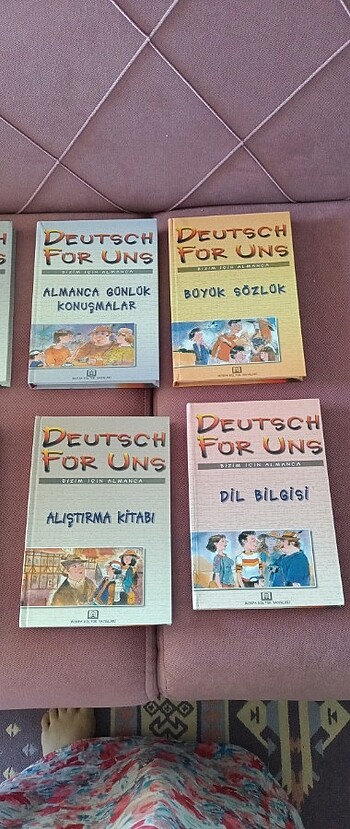 DEUTSCH
FÜR UNS
BİZİM İÇİN ALMANCA
ALMANCA GÜNLÜK
KONUŞMALAR
DEUTSCH
FÜR UNS
BİZİM İÇİN ALMANCA
BÜYÜK SÖZLÜK
DEUTSCH
FÜR UNS
BİZİM İÇİN ALMANCA
ALIŞTIRMA KİTABI
DEUTSCH
FÜR UNS
BİZİM İÇİN ALMANCA
DİL BİLGİSİ